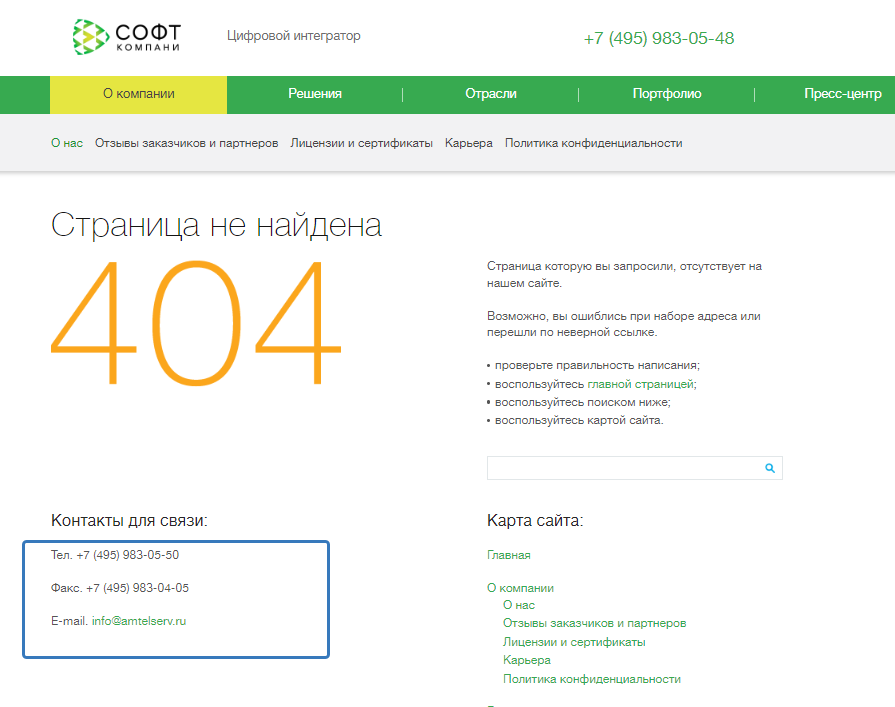 СОФТ
КОМПАНИ
Цифровой интегратор
+7 (495) 983-05-48
О компании
Решения
Отрасли
Портфолио
Пресс-центр
О нас
Отзывы заказчиков и партнеров
Лицензии и сертификаты
Карьера
Политика конфиденциальности
Страница не найдена
404
Страница которую вы запросили, отсутствует на
нашем сайте.
Возможно, вы ошиблись при наборе адреса или
перешли по неверной ссылке.
• проверьте правильность написания;
• воспользуйтесь главной страницей;
• воспользуйтесь поиском ниже;
• воспользуйтесь картой сайта.
Контакты для связи:
Тел. +7 (495) 983-05-50
Факс. +7 (495) 983-04-05
E-mail. info@amtelserv.ru
Карта сайта:
Главная
О компании
О нас
Отзывы заказчиков и партнеров
Лицензии и сертификаты
Карьера
Политика конфиденциальности